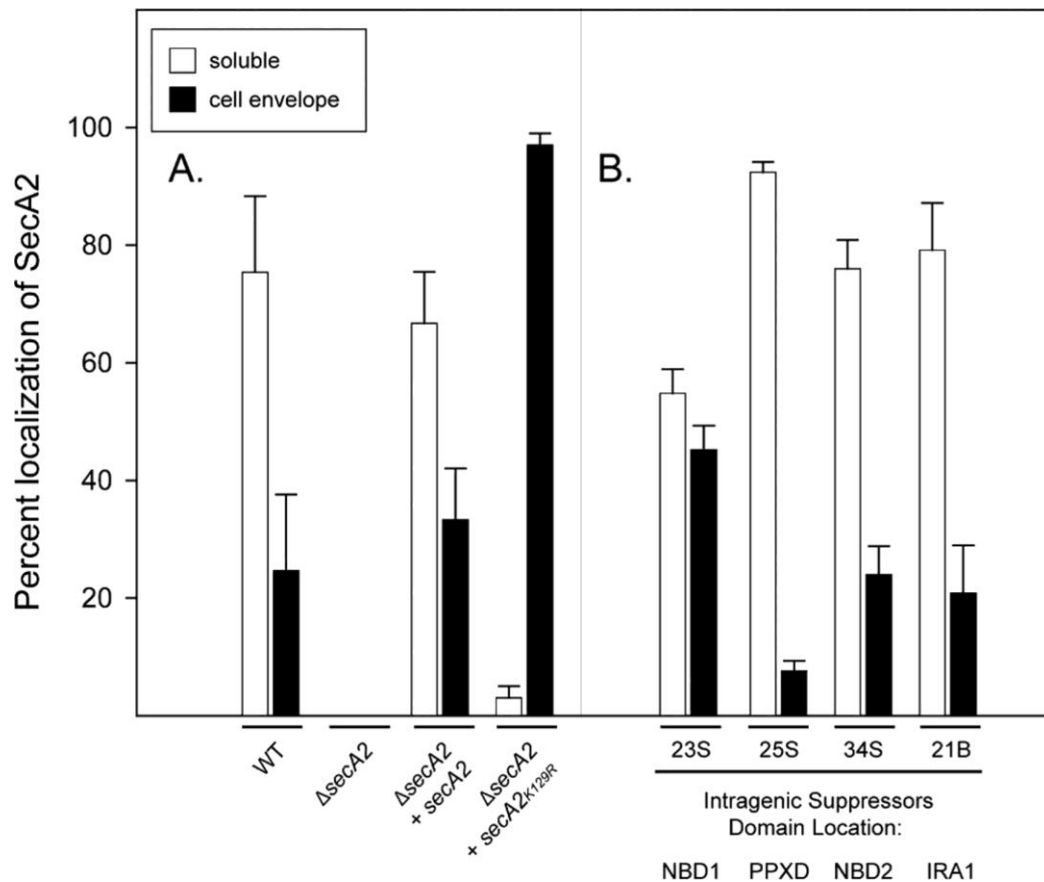 soluble
cell envelope
Percent localization of SecA2
100
80
60
40
20
A.
B.
WT
ΔsecA2
ΔsecA2
+ secA2
ΔsecA2
+ secA2K129R
23S 25S 34S 21B
Intragenic Suppressors
Domain Location:
NBD1 PPXD NBD2 IRA1